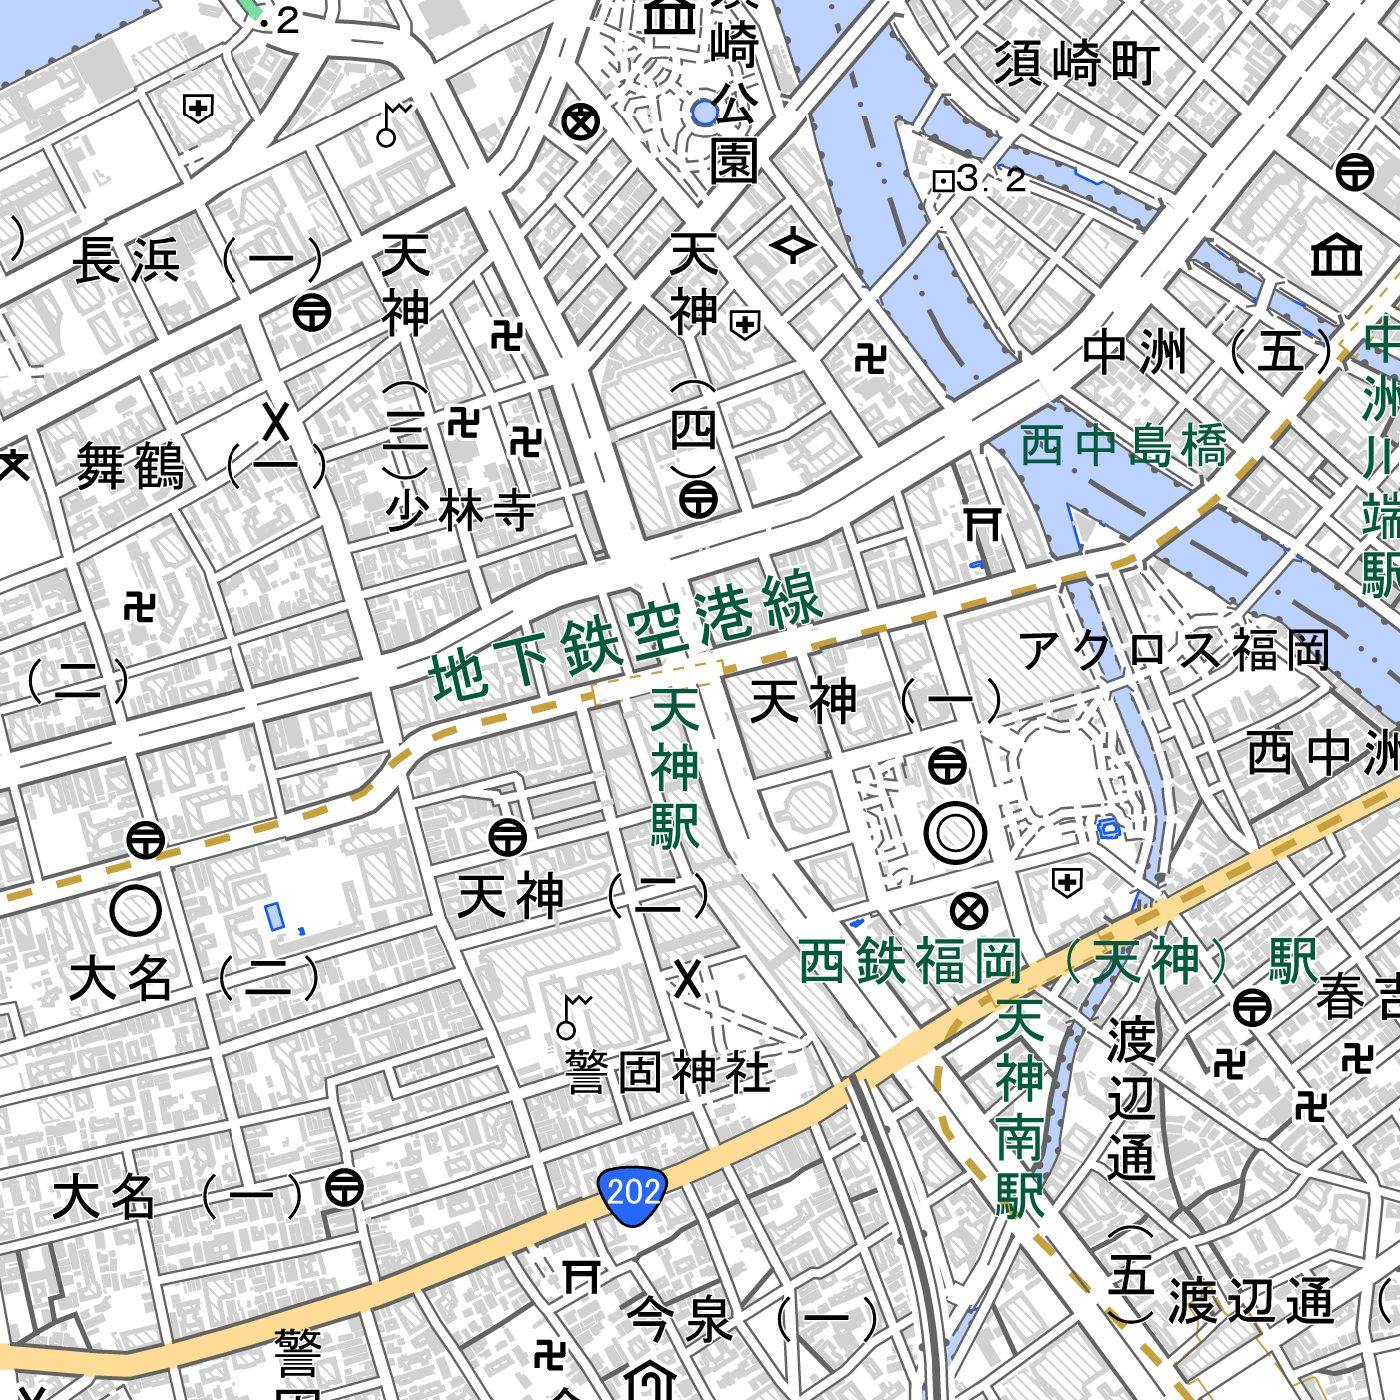 .2
須崎公園
須崎町
3.2
長浜（一）
天神（三）
天神（四）
中洲（五）
中洲川端駅
西中島橋
舞鶴（一）
少林寺
地下鉄空港線
アクロス福岡
（二）
天神駅
天神（一）
西中洲
天神（二）
大名（二）
西鉄福岡（天神）駅
春吉
天神南駅
渡辺通（五）
警固神社
大名（一）
202
渡辺通（
今泉（一）
警固